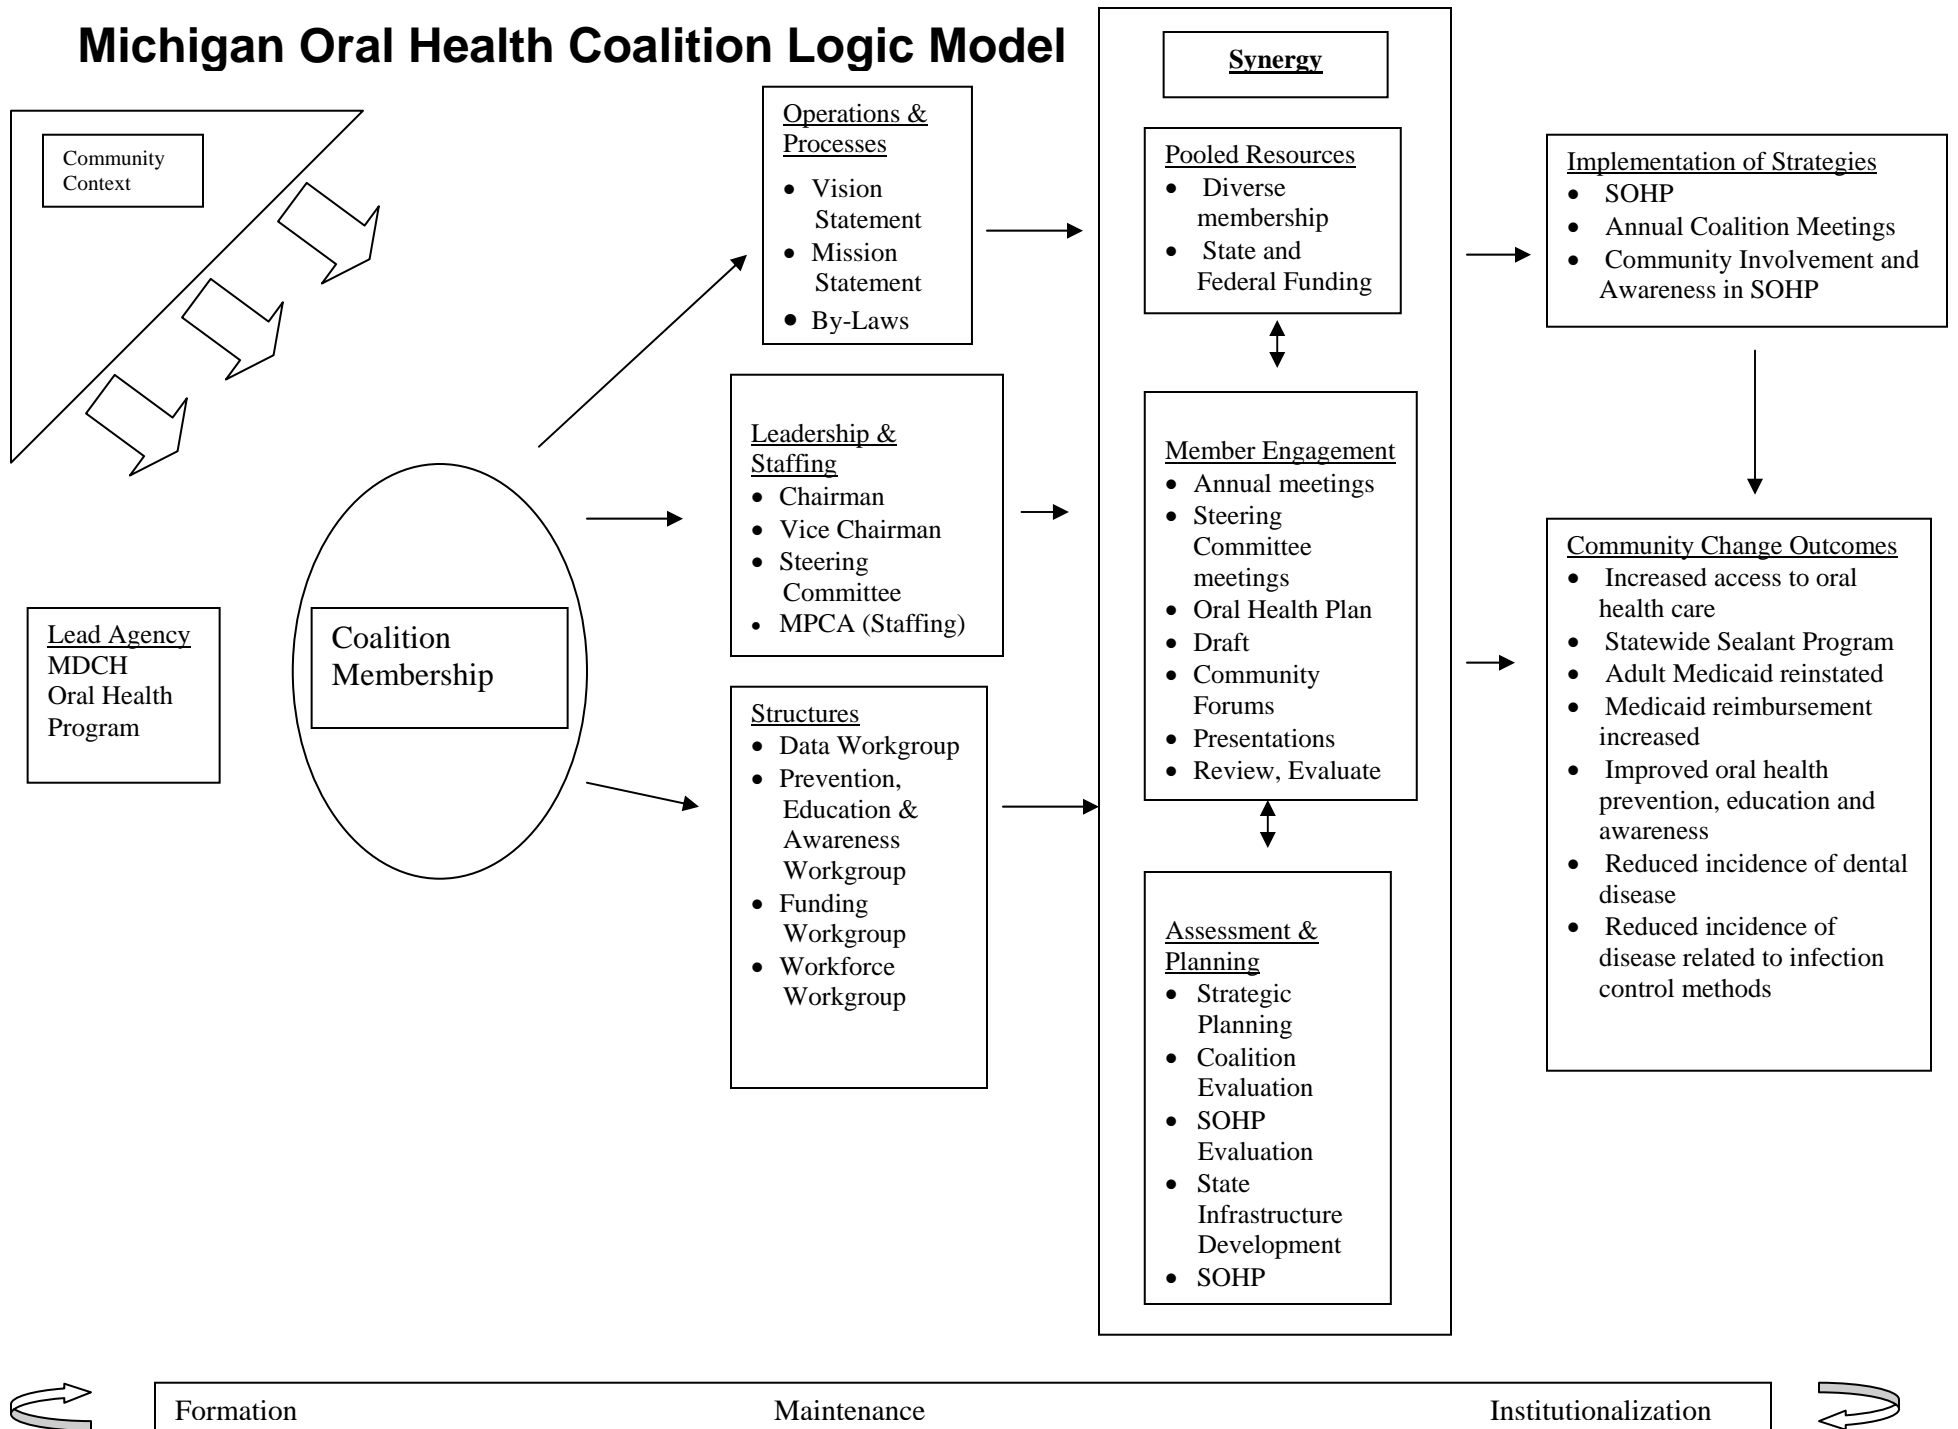 Michigan Oral Health Coalition Logic Model
Community
Context
Lead Agency
MDCH
Oral Health
Program
Coalition
Membership
Operations &
Processes
• Vision
Statement
• Mission
Statement
• By-Laws
Leadership &
Staffing
• Chairman
• Vice Chairman
• Steering
Committee
• MPCA (Staffing)
Structures
• Data Workgroup
• Prevention,
Education &
Awareness
Workgroup
• Funding
Workgroup
• Workforce
Workgroup
Synergy
Pooled Resources
• Diverse
membership
• State and
Federal Funding
Member Engagement
• Annual meetings
• Steering
Committee
meetings
• Oral Health Plan
• Draft
• Community
Forums
• Presentations
• Review, Evaluate
Assessment &
Planning
• Strategic
Planning
• Coalition
Evaluation
• SOHP
Evaluation
• State
Infrastructure
Development
• SOHP
Implementation of Strategies
• SOHP
• Annual Coalition Meetings
• Community Involvement and
Awareness in SOHP
Community Change Outcomes
• Increased access to oral
health care
• Statewide Sealant Program
• Adult Medicaid reinstated
• Medicaid reimbursement
increased
• Improved oral health
prevention, education and
awareness
• Reduced incidence of dental
disease
• Reduced incidence of
disease related to infection
control methods
Formation Maintenance Institutionalization